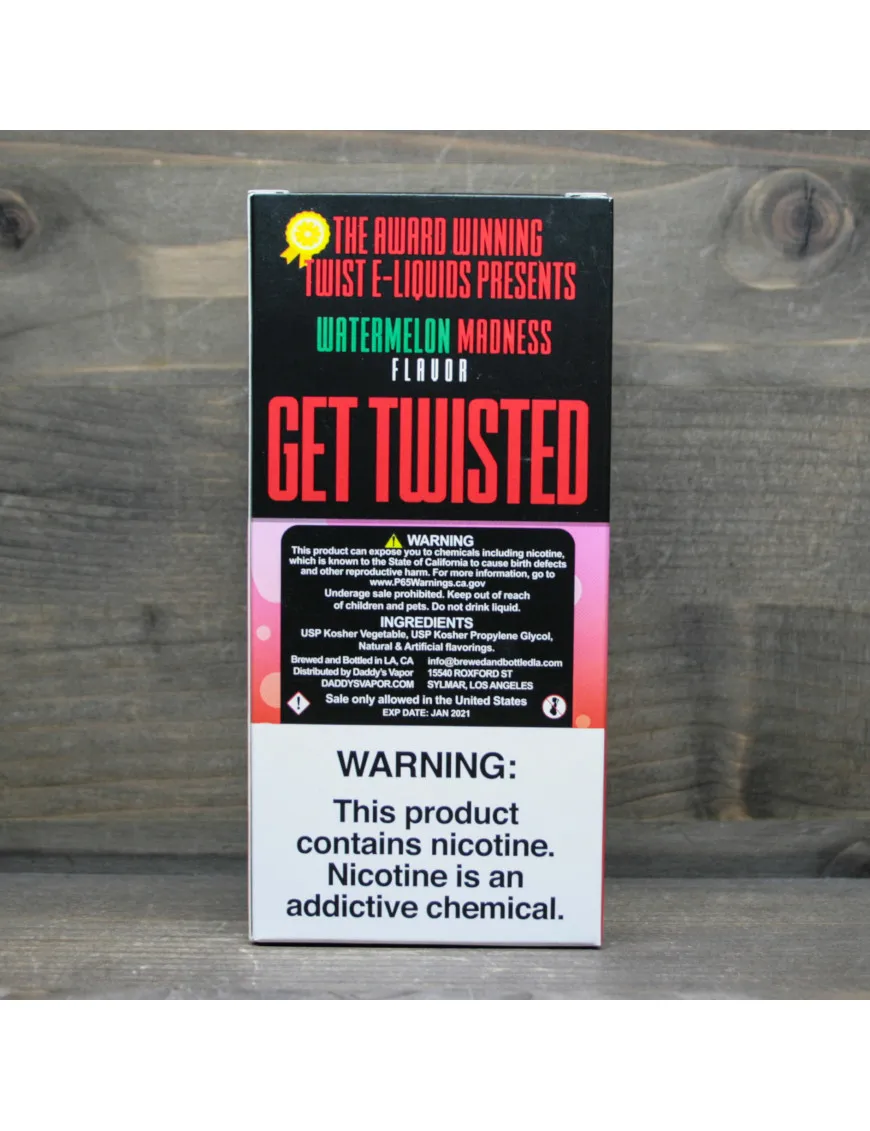 THE AWARD WINNING
TWIST E-LIQUIDS PRESENTS
WATERMELON MADNESS
FLAVOR
GET TWISTED
WARNING
This product can expose you to chemicals including nicotine,
which is known to the State of California to cause birth defects
and other reproductive harm. For more information, go to
www.P65Warnings.ca.gov
Underage sale prohibited. Keep out of reach
of children and pets. Do not drink liquid.
INGREDIENTS
USP Kosher Vegetable, USP Kosher Propylene Glycol,
Natural & Artificial flavorings.
Brewed and Bottled in LA, CA info@brewedandbottledla.com
Distributed by Daddy's Vapor 15540 ROXFORD ST
DADDYSVAPOR.COM SYLMAR, LOS ANGELES
Sale only allowed in the United States
EXP DATE: JAN 2021
WARNING:
This product
contains nicotine.
Nicotine is an
addictive chemical.